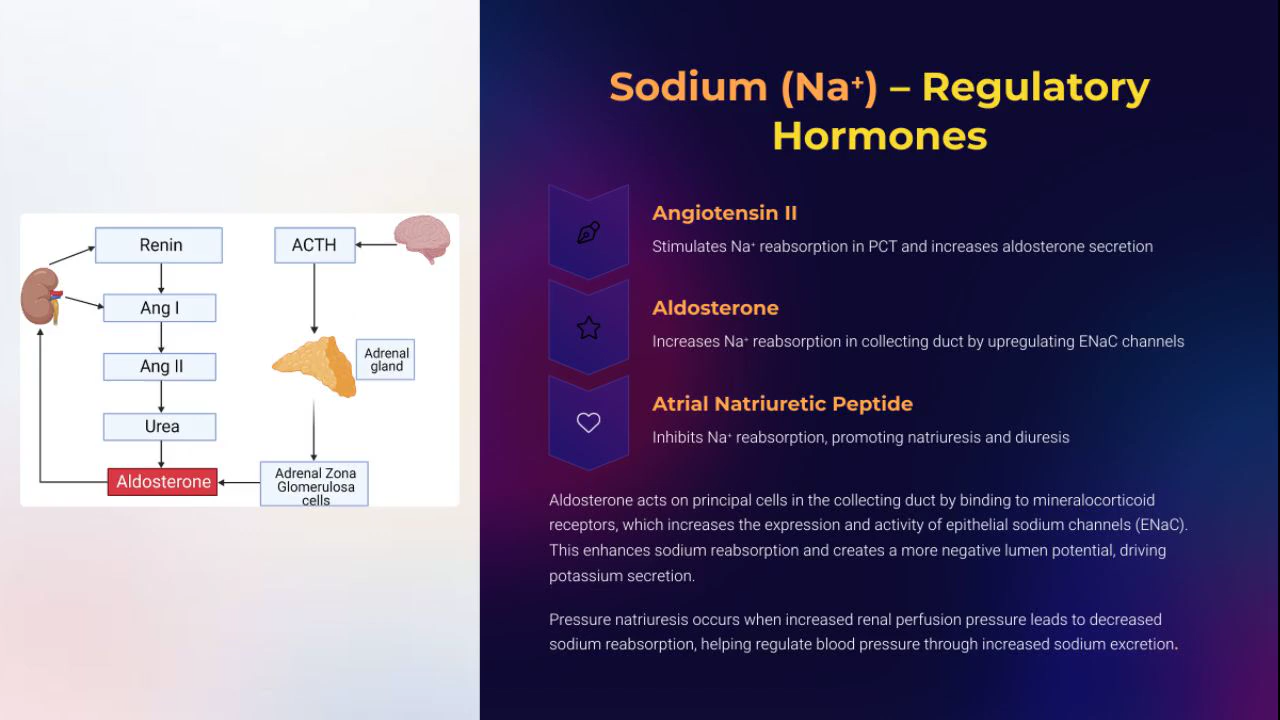 Sodium (Na⁺) – Regulatory
Hormones
Renin
Ang I
Ang II
Urea
Aldosterone
ACTH
Adrenal
gland
Adrenal Zona
Glomerulosa
cells
Angiotensin II
Stimulates Na⁺ reabsorption in PCT and increases aldosterone secretion
Aldosterone
Increases Na⁺ reabsorption in collecting duct by upregulating ENaC channels
Atrial Natriuretic Peptide
Inhibits Na⁺ reabsorption, promoting natriuresis and diuresis
Aldosterone acts on principal cells in the collecting duct by binding to mineralocorticoid
receptors, which increases the expression and activity of epithelial sodium channels (ENaC).
This enhances sodium reabsorption and creates a more negative lumen potential, driving
potassium secretion.
Pressure natriuresis occurs when increased renal perfusion pressure leads to decreased
sodium reabsorption, helping regulate blood pressure through increased sodium excretion.